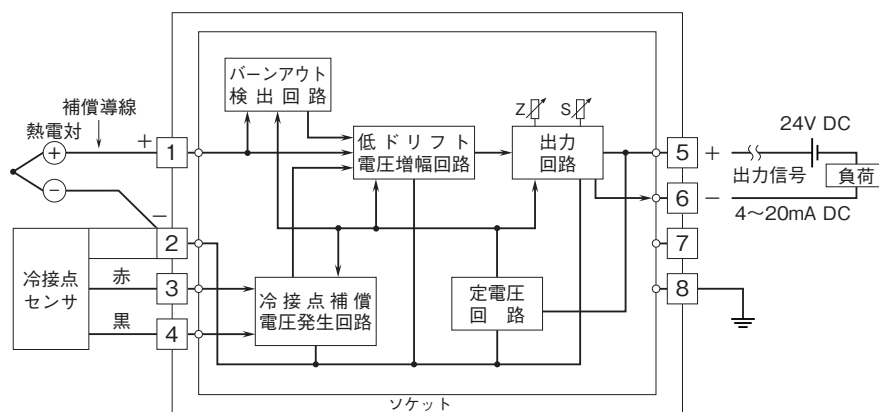 補償導線
熱電対
＋
－
＋
－
冷接点
センサ
赤
黒
1
2
3
4
バーンアウト
検出回路
低ドリフト
電圧増幅回路
Z
S
出力
回路
冷接点補償
電圧発生回路
定電圧
回路
5
6
7
8
＋
－
24V DC
出力信号
負荷
4～20mA DC
ソケット